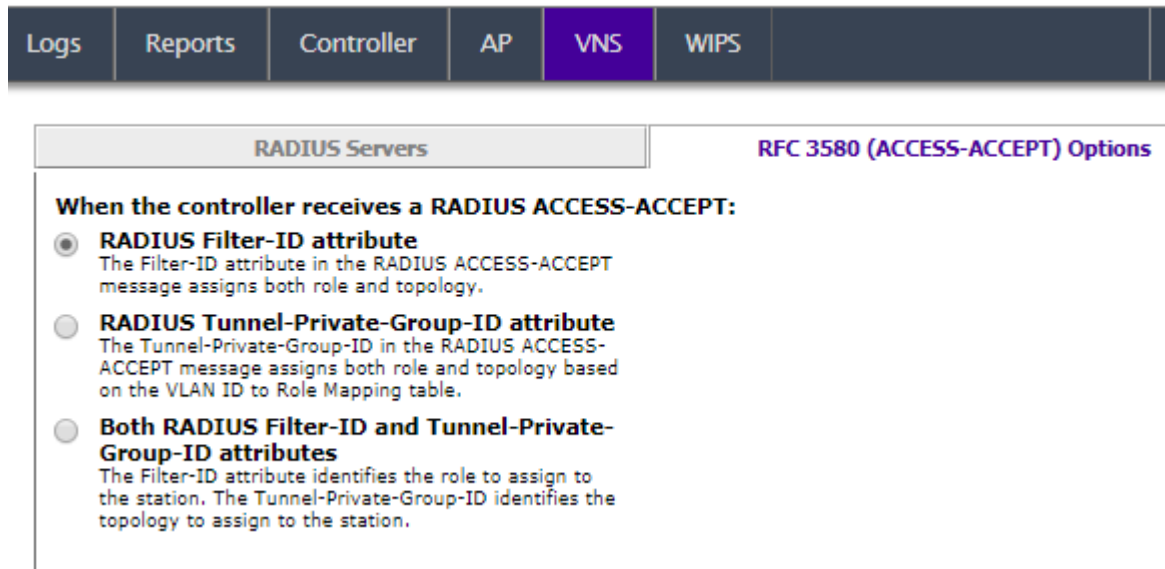 Logs Reports Controller AP VNS WIPS
RADIUS Servers RFC 3580 (ACCESS-ACCEPT) Options
When the controller receives a RADIUS ACCESS-ACCEPT:
RADIUS Filter-ID attribute
The Filter-ID attribute in the RADIUS ACCESS-ACCEPT
message assigns both role and topology.
RADIUS Tunnel-Private-Group-ID attribute
The Tunnel-Private-Group-ID in the RADIUS ACCESS-
ACCEPT message assigns both role and topology based
on the VLAN ID to Role Mapping table.
Both RADIUS Filter-ID and Tunnel-Private-
Group-ID attributes
The Filter-ID attribute identifies the role to assign to
the station. The Tunnel-Private-Group-ID identifies the
topology to assign to the station.